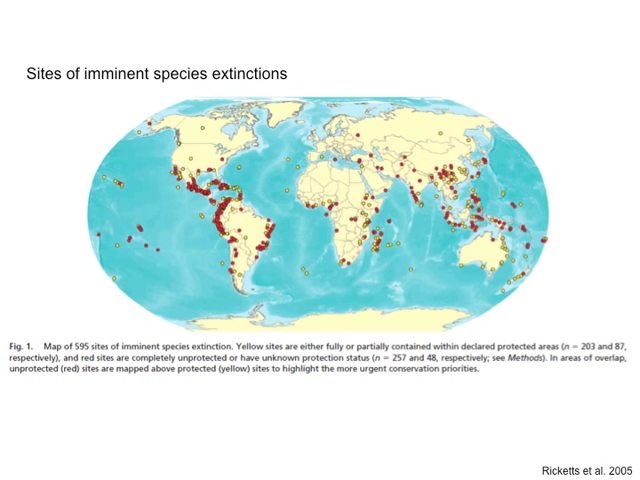 Sites of imminent species extinctions
Fig. 1. Map of 595 sites of imminent species extinction. Yellow sites are either fully or partially contained within declared protected areas (n = 203 and 87,
respectively), and red sites are completely unprotected or have unknown protection status (n = 257 and 48, respectively; see Methods). In areas of overlap,
unprotected (red) sites are mapped above protected (yellow) sites to highlight the more urgent conservation priorities.
Ricketts et al. 2005